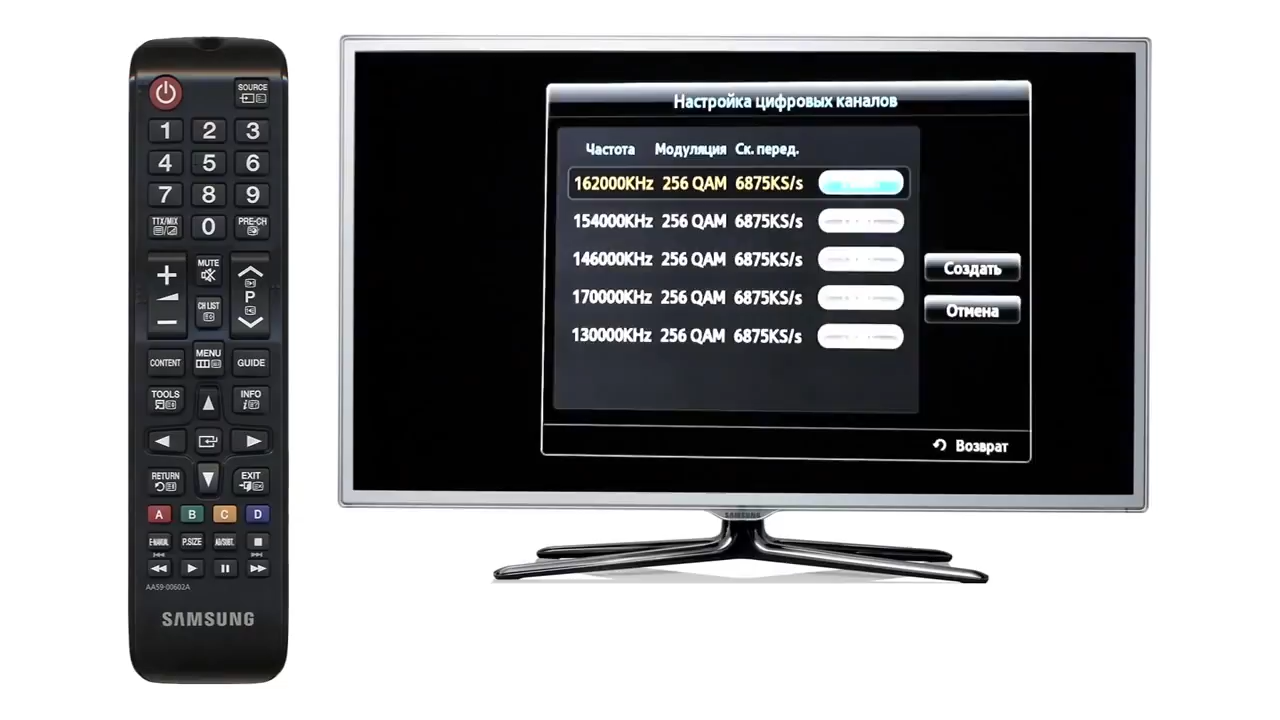 SOURCE
1 2 3
4 5 6
7 8 9
TTX/MIX 0 PRE-CH
MUTE
P
CH LIST
CONTENT MENU GUIDE
TOOLS INFO
RETURN EXIT
A B C D
E-MANUAL P.SIZE AD/SUBT.
AA59-00602A
SAMSUNG
Настройка цифровых каналов
Частота Модуляция Ск. перед.
162000KHz 256 QAM 6875KS/s
154000KHz 256 QAM 6875KS/s
146000KHz 256 QAM 6875KS/s
170000KHz 256 QAM 6875KS/s
130000KHz 256 QAM 6875KS/s
Создать
Отмена
Возврат
SAMSUNG